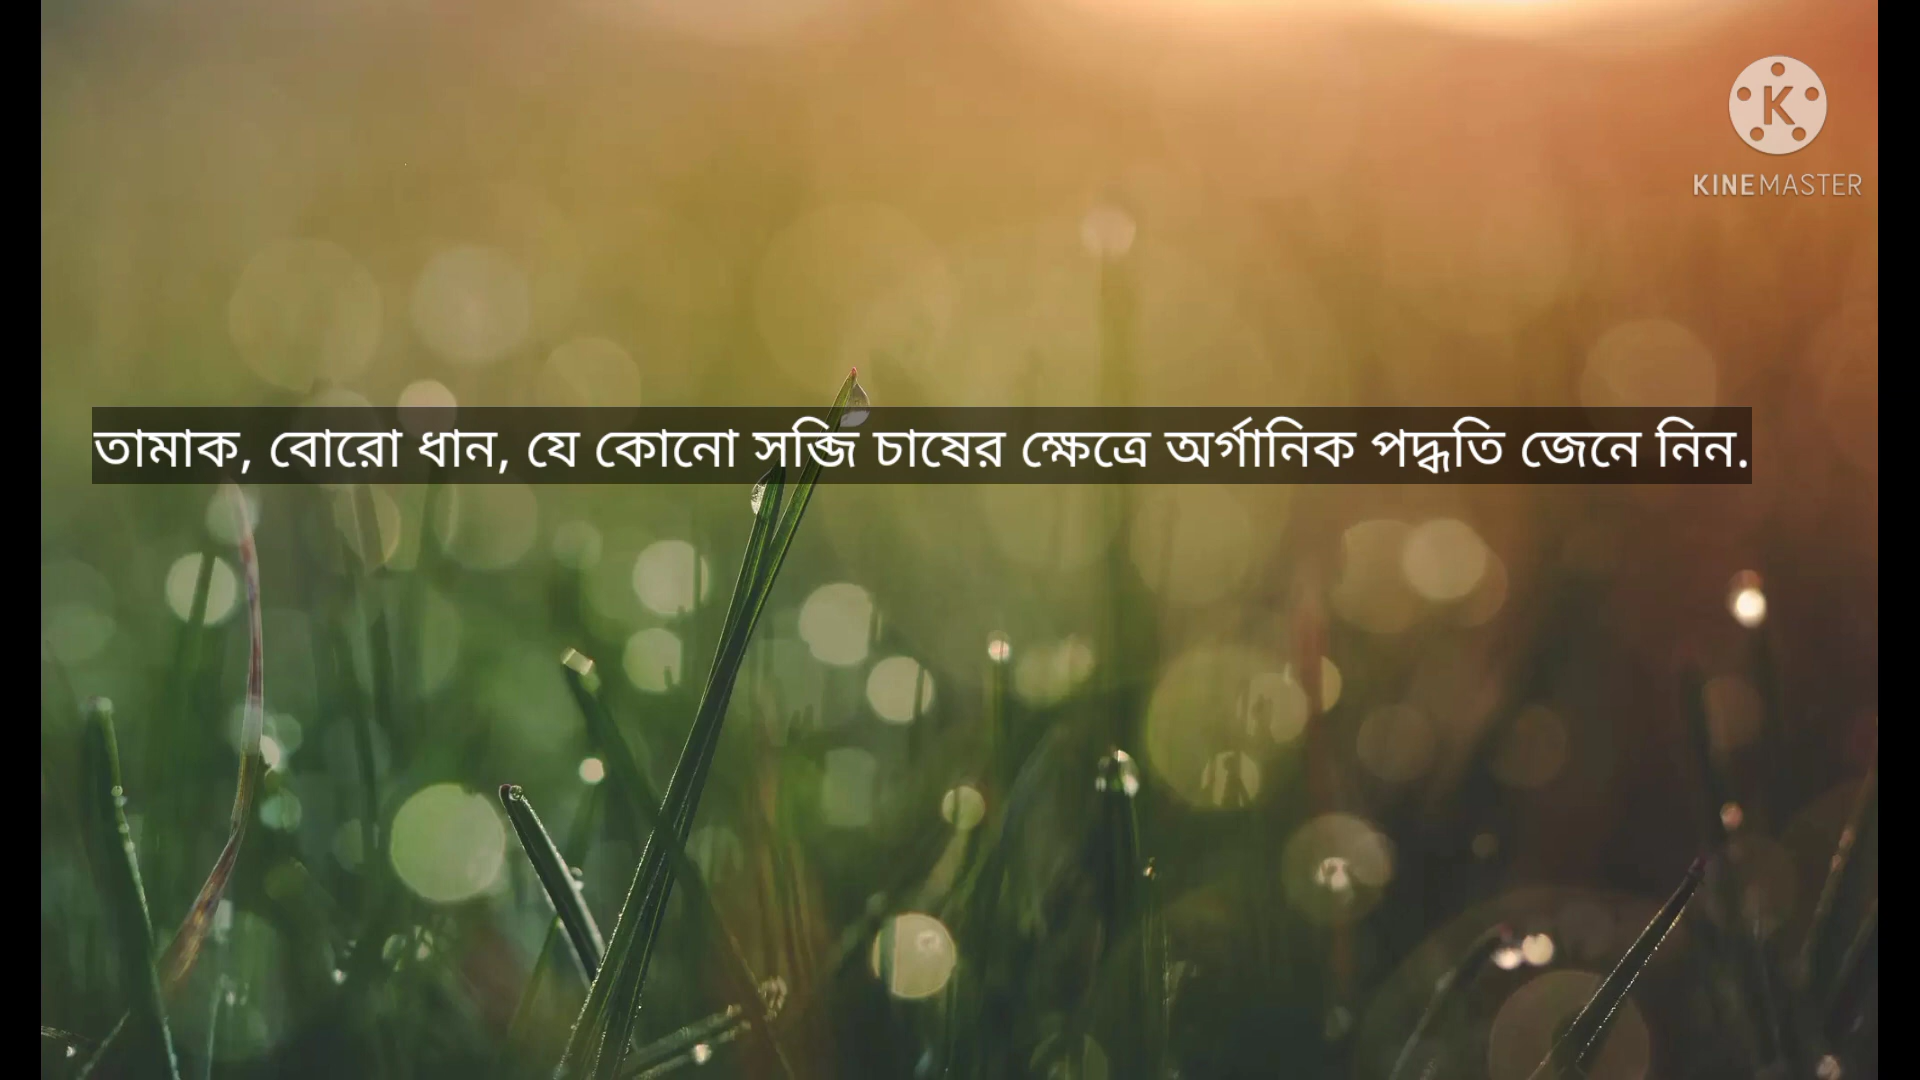 KINEMASTER
তামাক, বোরো ধান, যে কোনো সব্জি চাষের ক্ষেত্রে অর্গানিক পদ্ধতি জেনে নিন.